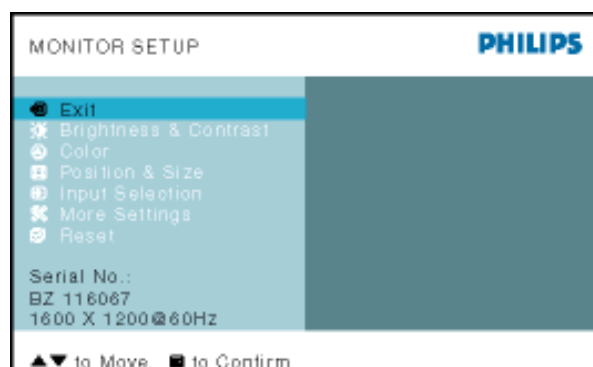 MONITOR SETUP
PHILIPS
Exit
Brightness & Contrast
Color
Position & Size
Input Selection
More Settings
Reset
Serial No.:
BZ 116067
1600 X 1200@60Hz
▲▼ to Move ■ to Confirm